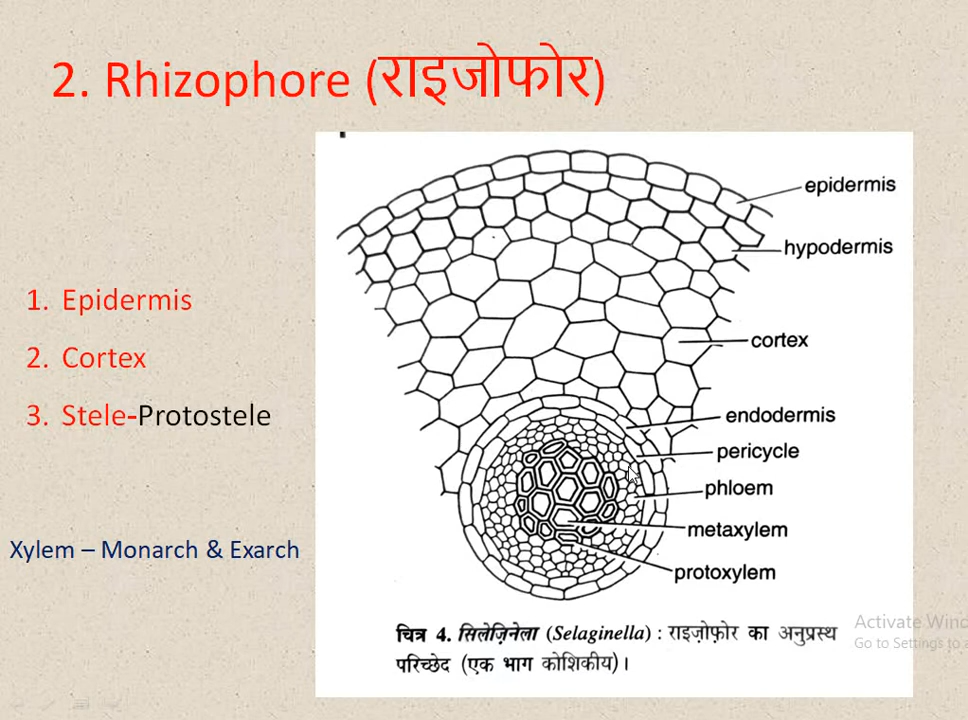 2. Rhizophore (राइजोफोर)
epidermis
hypodermis
1. Epidermis
cortex
2. Cortex
endodermis
3. Stele-Protostele
pericycle
phloem
metaxylem
Xylem – Monarch & Exarch
protoxylem
चित्र 4. सिलेज़िनेला (Selaginella) : राइज़ोफ़ोर का अनुप्रस्थ
परिच्छेद (एक भाग कोशिकीय)।
Activate Wind
Go to Settings to a